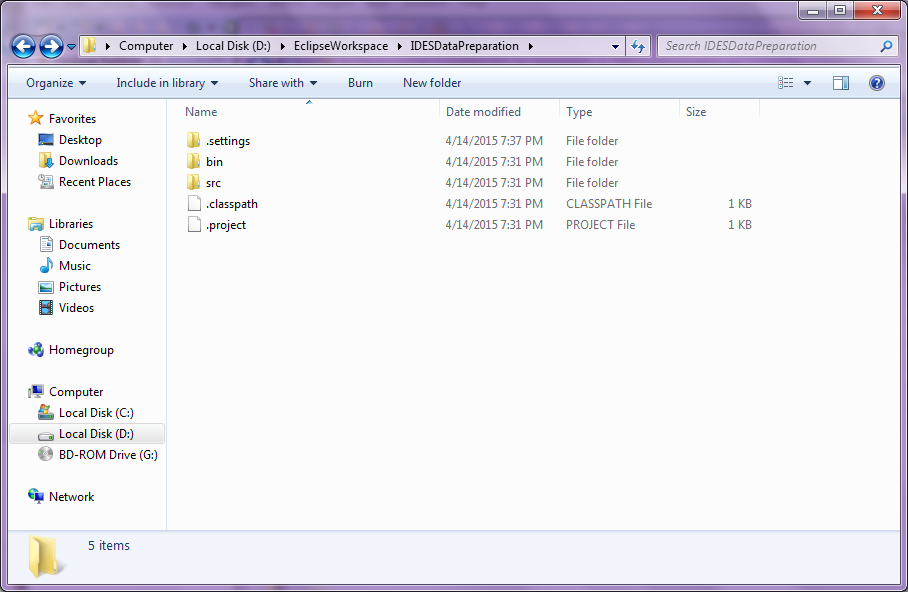 Computer Local Disk (D:) EclipseWorkspace IDESDataPreparation Search IDESDataPreparation
Organize Include in library Share with Burn New folder
Favorites
Desktop
Downloads
Recent Places
Libraries
Documents
Music
Pictures
Videos
Homegroup
Computer
Local Disk (C:)
Local Disk (D:)
BD-ROM Drive (G:)
Network
Name Date modified Type Size
.settings 4/14/2015 7:37 PM File folder
bin 4/14/2015 7:31 PM File folder
src 4/14/2015 7:31 PM File folder
.classpath 4/14/2015 7:31 PM CLASSPATH File 1 KB
.project 4/14/2015 7:31 PM PROJECT File 1 KB
5 items